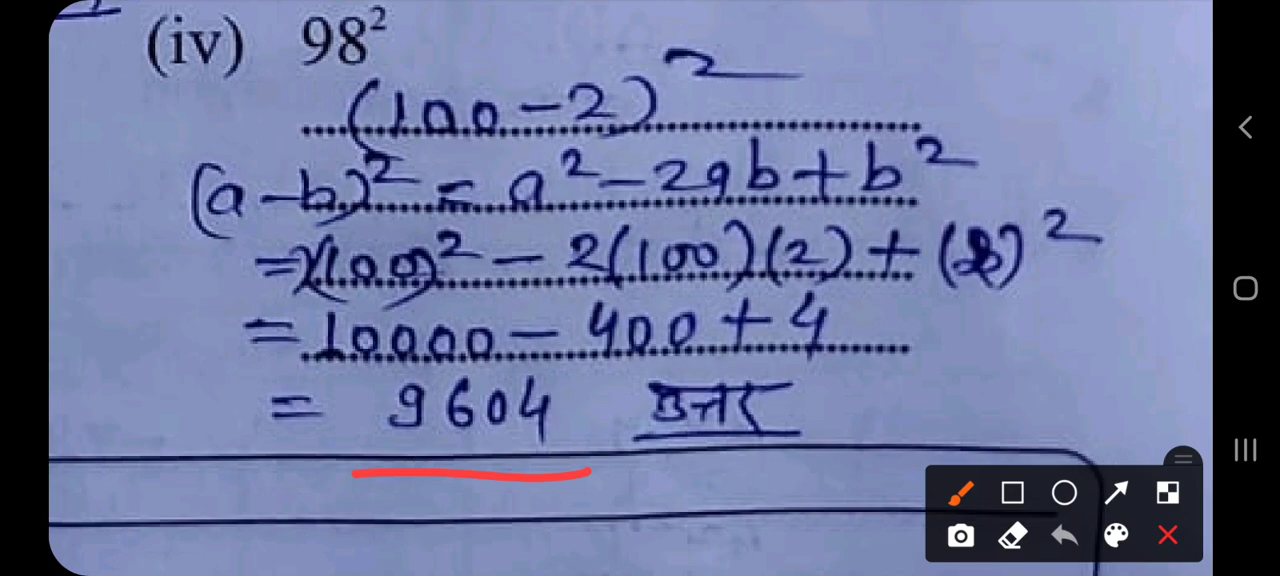 (iv) 98²
(100-2)²
(a-b)² = a²-2ab+b²
=(100)² - 2(100)(2) + (2)²
= 10000 - 400 + 4
= 9604 उत्तर